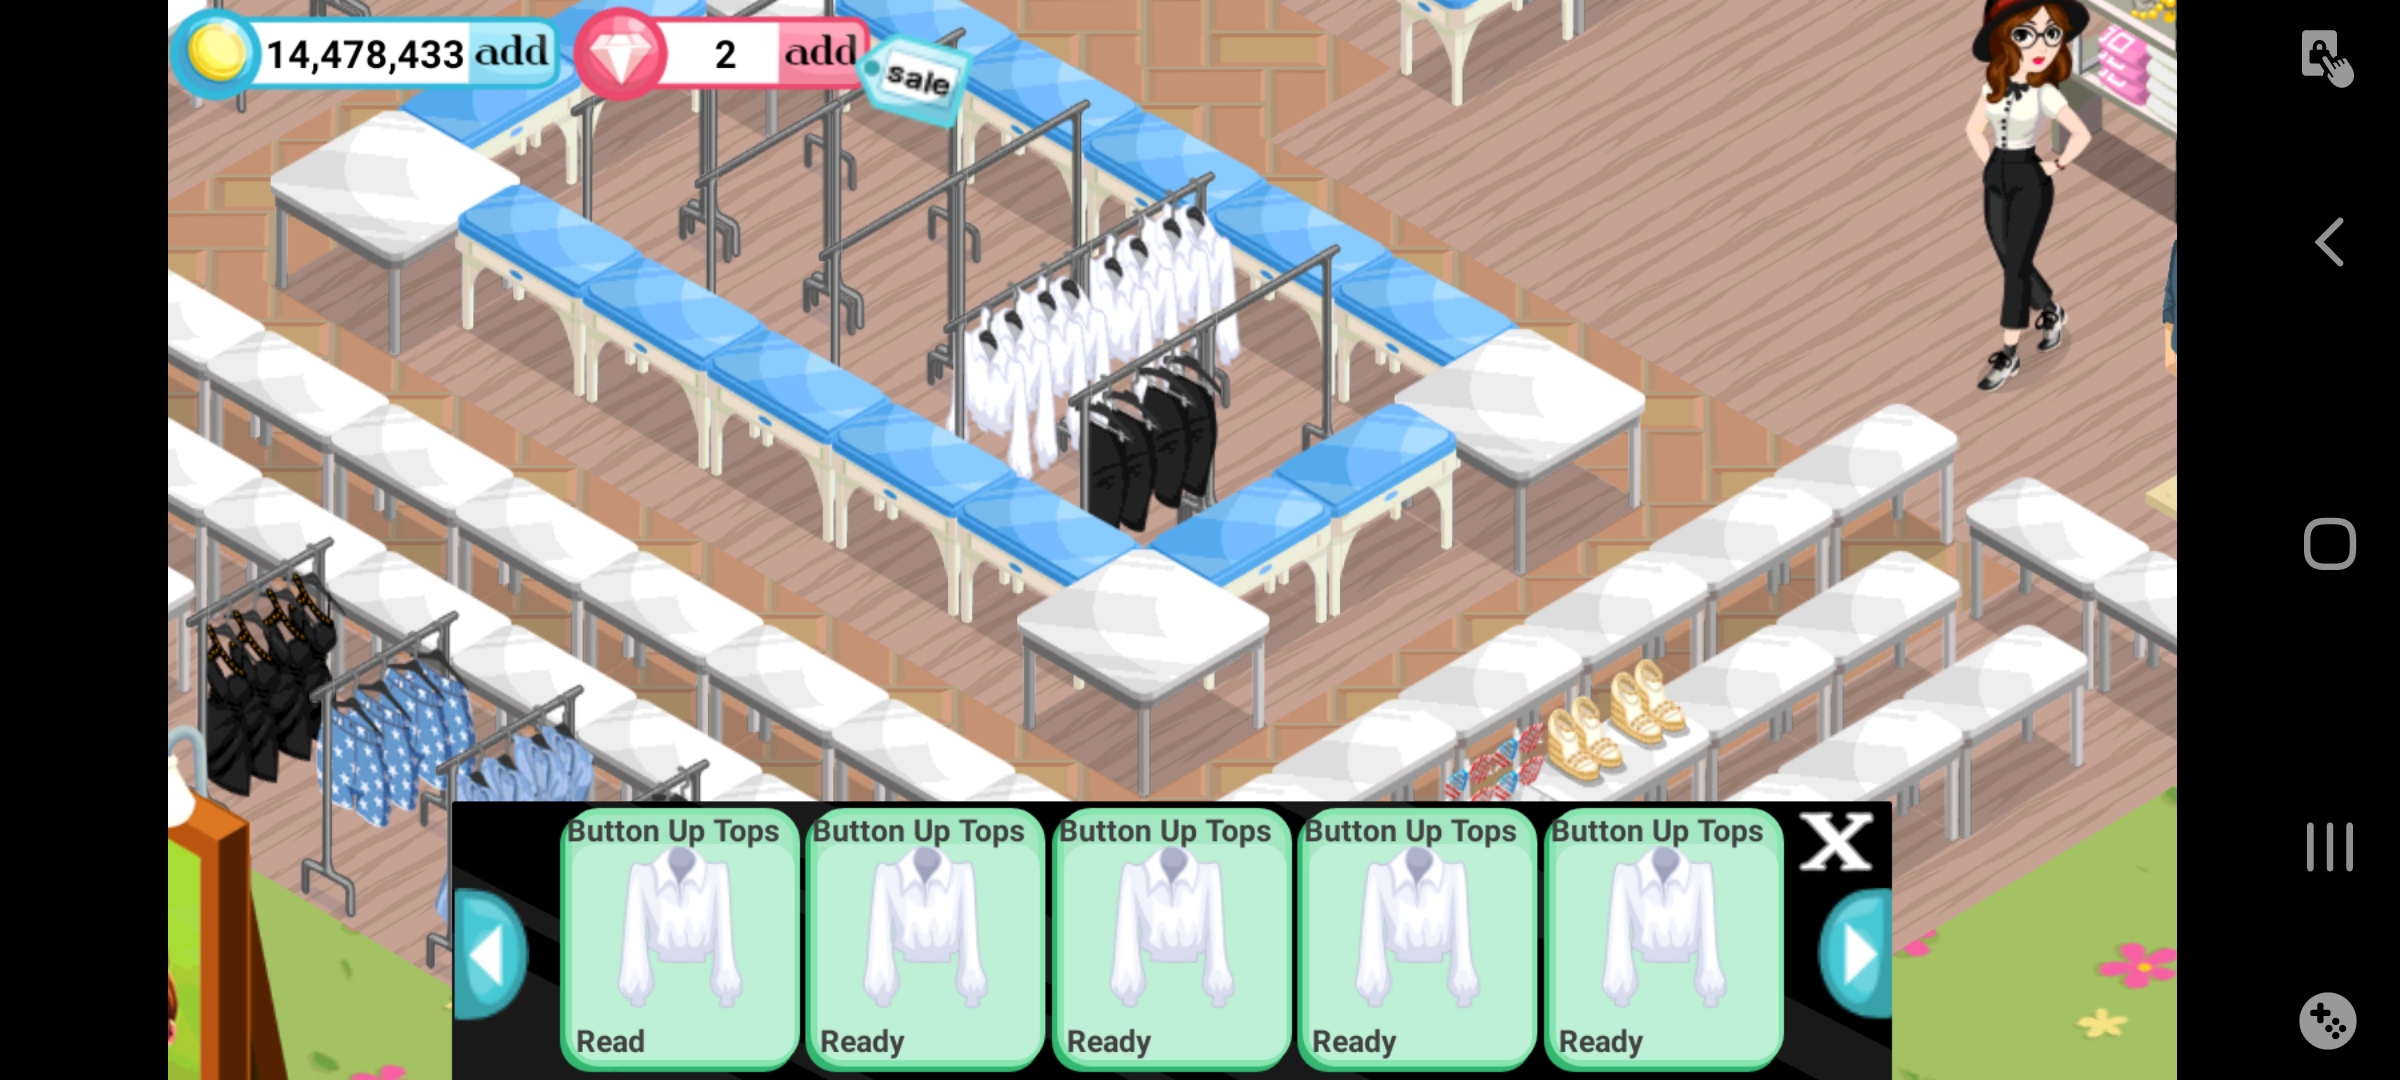 14,478,433 add
2 add
sale
Button Up Tops
Button Up Tops
Button Up Tops
Button Up Tops
Button Up Tops
X
Read
Ready
Ready
Ready
Ready